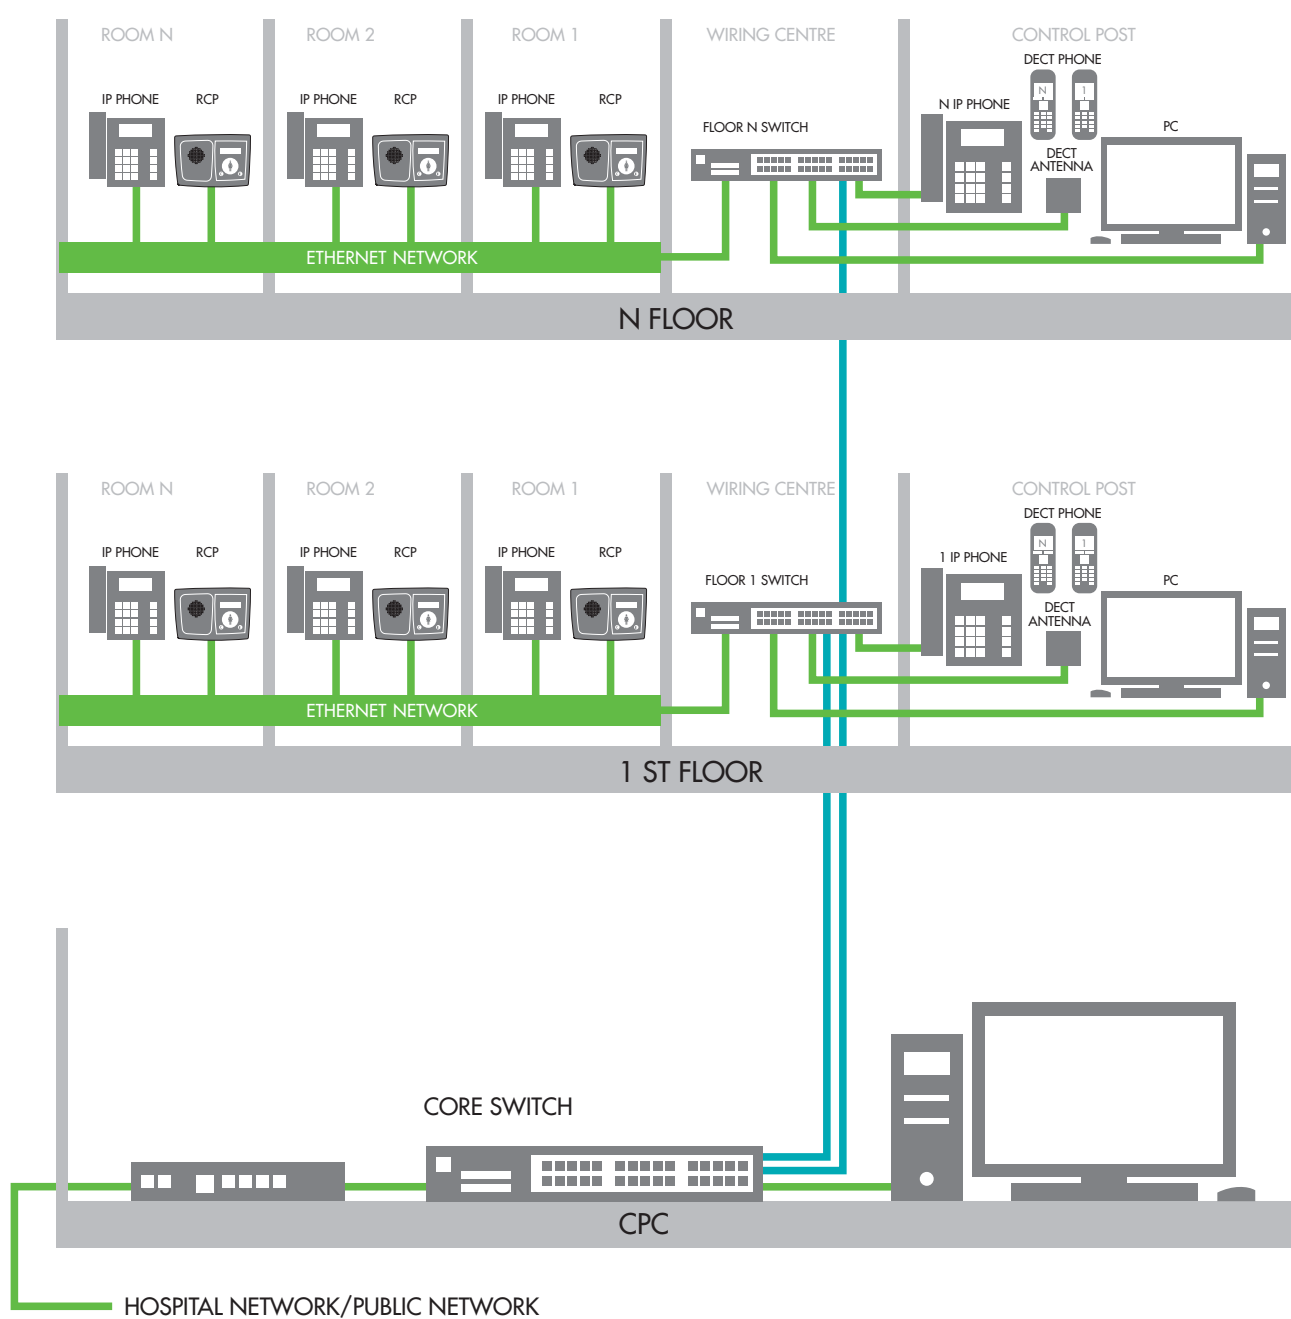 ROOM N
ROOM 2
ROOM 1
WIRING CENTRE
CONTROL POST
DECT PHONE
IP PHONE
RCP
IP PHONE
RCP
IP PHONE
RCP
FLOOR N SWITCH
N IP PHONE
N
1
DECT
ANTENNA
PC
ETHERNET NETWORK
N FLOOR
ROOM N
ROOM 2
ROOM 1
WIRING CENTRE
CONTROL POST
DECT PHONE
IP PHONE
RCP
IP PHONE
RCP
IP PHONE
RCP
FLOOR 1 SWITCH
1 IP PHONE
N
1
DECT
ANTENNA
PC
ETHERNET NETWORK
1 ST FLOOR
CORE SWITCH
CPC
HOSPITAL NETWORK/PUBLIC NETWORK